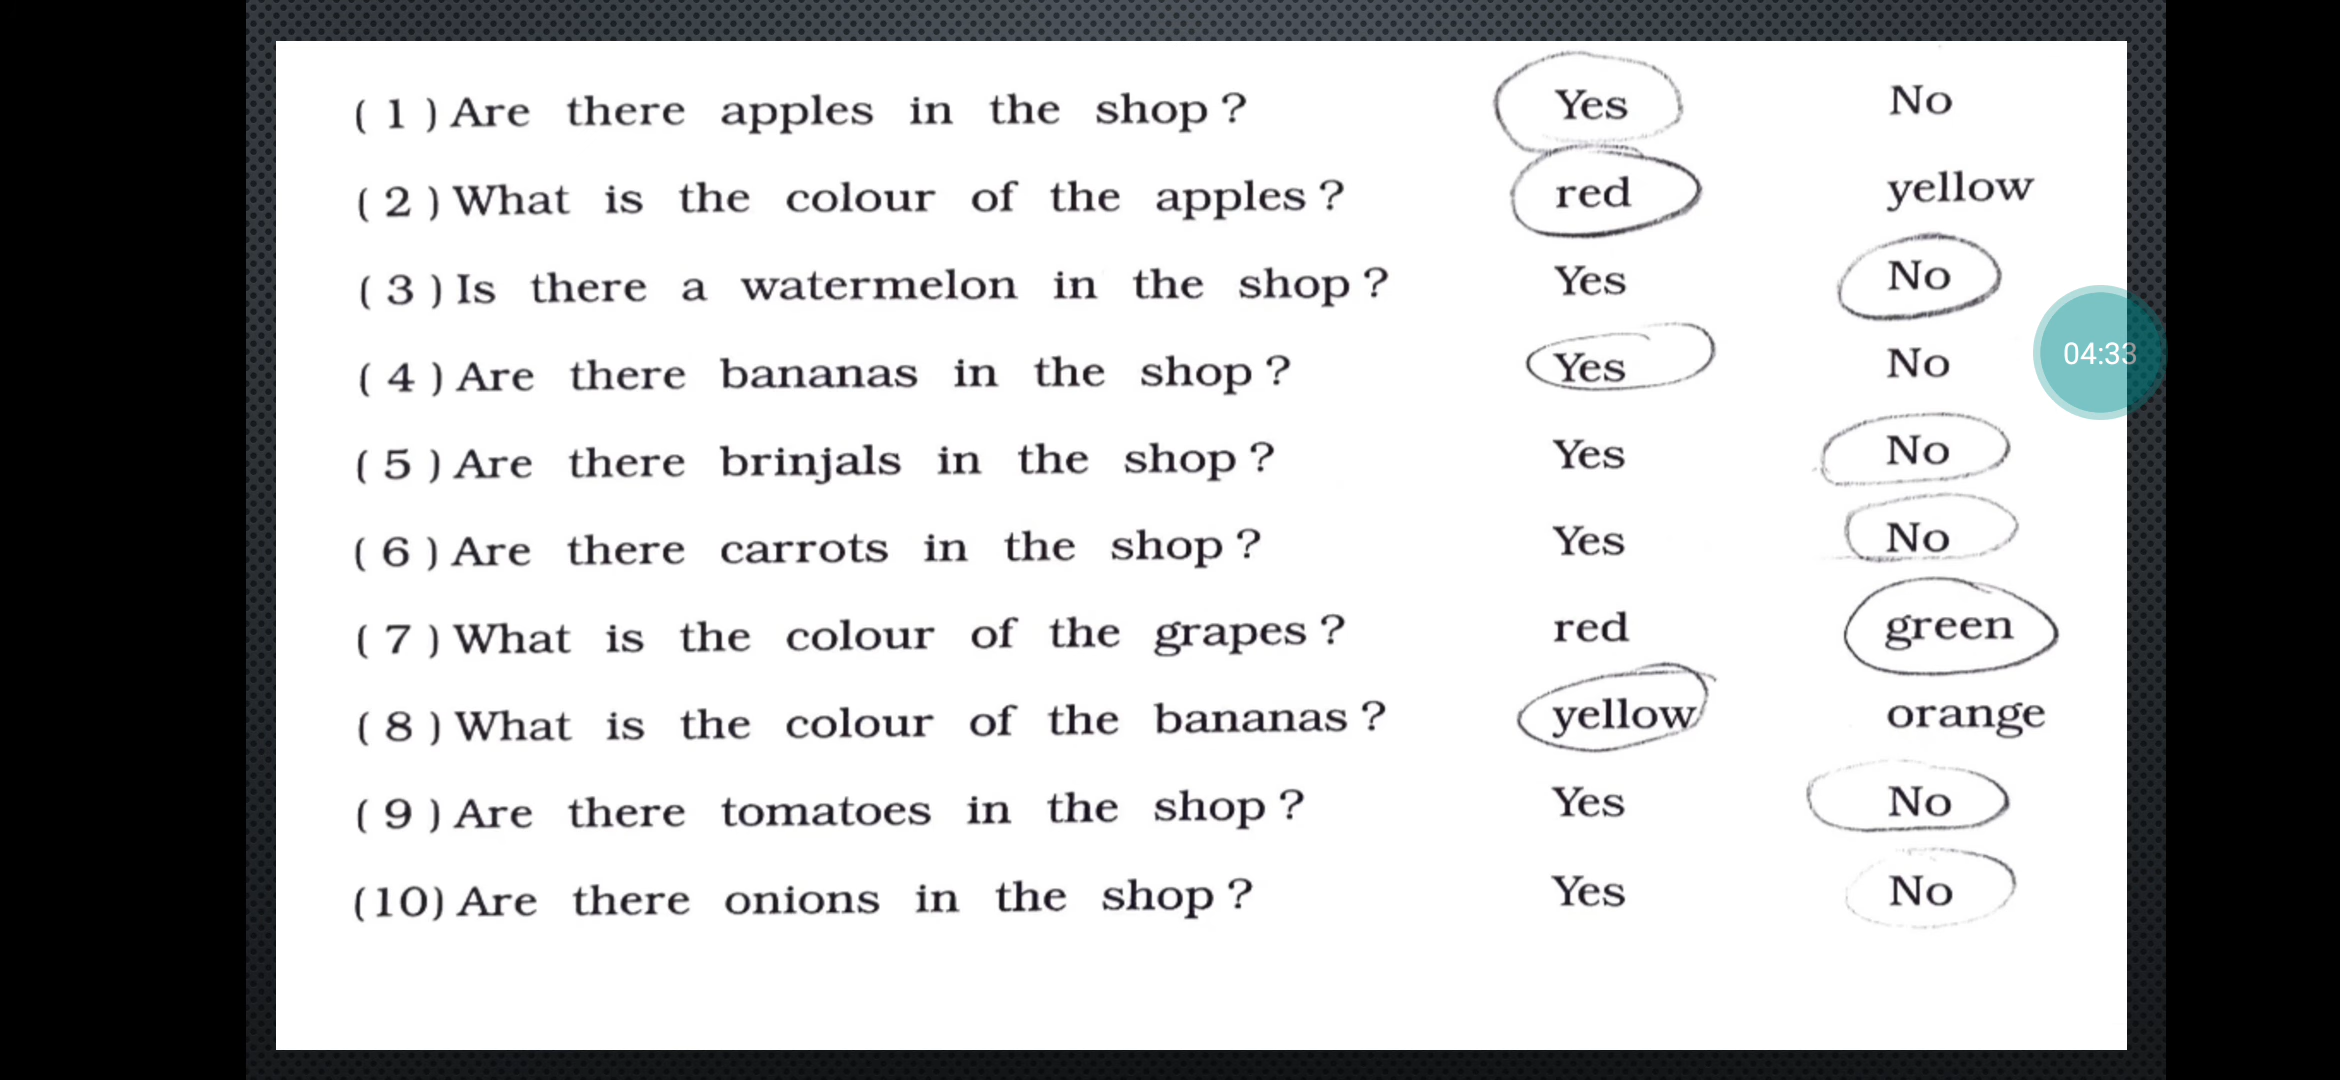 ( 1 ) Are there apples in the shop ? Yes No
( 2 ) What is the colour of the apples ? red yellow
( 3 ) Is there a watermelon in the shop ? Yes No
( 4 ) Are there bananas in the shop ? Yes No
04:33
( 5 ) Are there brinjals in the shop ? Yes No
( 6 ) Are there carrots in the shop ? Yes No
( 7 ) What is the colour of the grapes ? red green
( 8 ) What is the colour of the bananas ? yellow orange
( 9 ) Are there tomatoes in the shop ? Yes No
(10) Are there onions in the shop ? Yes No